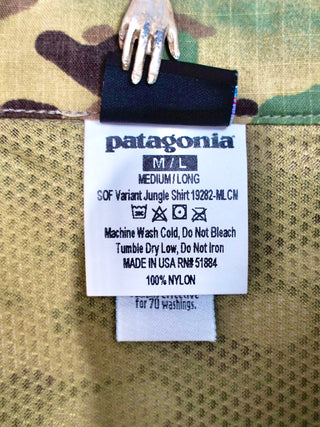 patagonia
M/L
MEDIUM/LONG
SOF Variant Jungle Shirt 19282-MLCM
Machine Wash Cold, Do Not Bleach
Tumble Dry Low, Do Not Iron
MADE IN USA RN# 51884
100% NYLON
for 70 washings.